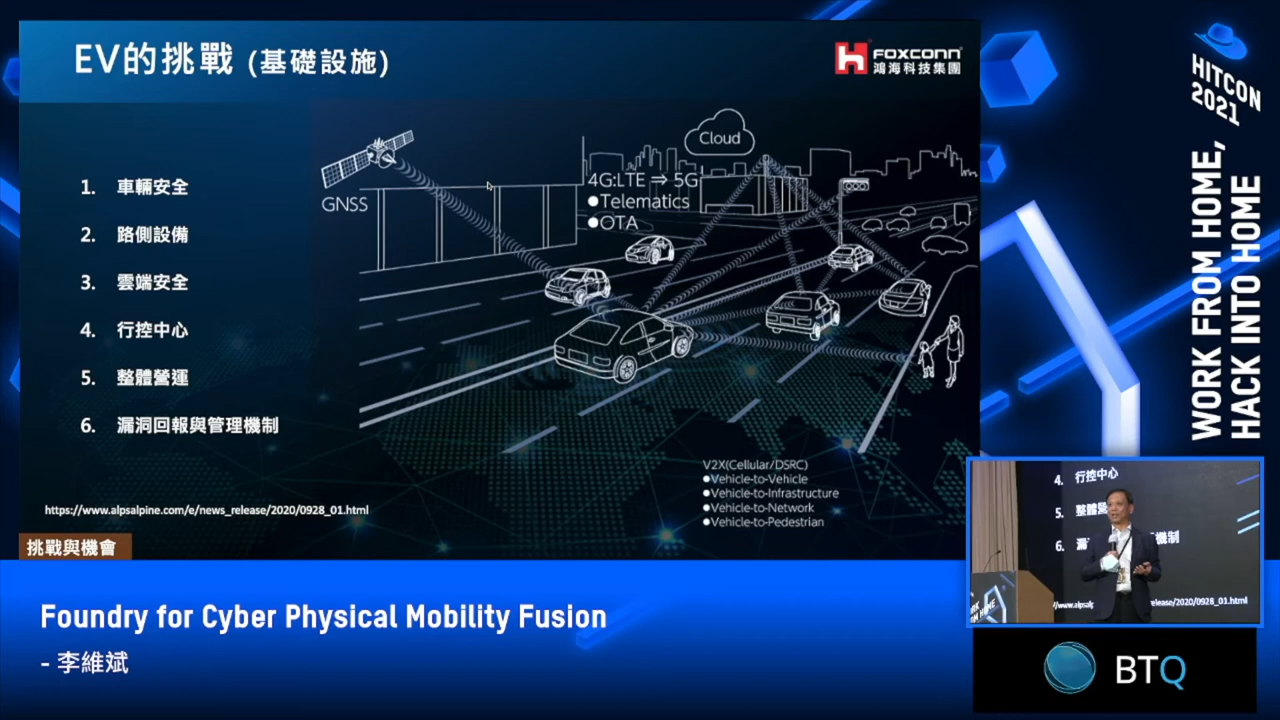 EV的挑戰 (基礎設施)
FOXCONN®
鴻海科技集團
1. 車輛安全
2. 路側設備
3. 雲端安全
4. 行控中心
5. 整體營運
6. 漏洞回報與管理機制
GNSS
Cloud
4G:LTE ⇒ 5G
●Telematics
●OTA
V2X(Cellular/DSRC)
●Vehicle-to-Vehicle
●Vehicle-to-Infrastructure
●Vehicle-to-Network
●Vehicle-to-Pedestrian
https://www.alpsalpine.com/e/news_release/2020/0928_01.html
挑戰與機會
HITCON
2021
WORK FROM HOME,
HACK INTO HOME
4. 行控中心
5. 整體營
6. 漏 機制
/www.alps release/2020/0928_01.html
Foundry for Cyber Physical Mobility Fusion
- 李維斌
BTQ